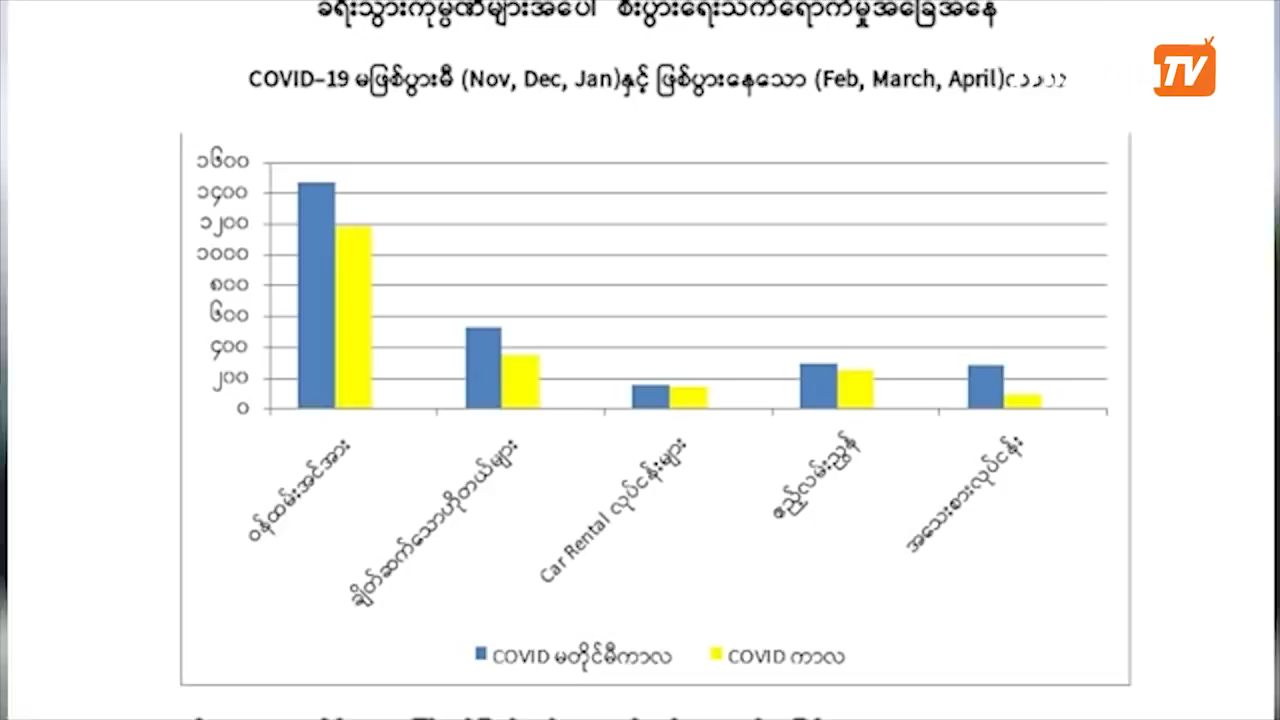 ခရီးသွားကုမ္ပဏီများအပေါ် စီးပွားရေးသက်ရောက်မှုအခြေအနေ
COVID-19 မဖြစ်ပွားမီ (Nov, Dec, Jan)နှင့် ဖြစ်ပွားနေသော (Feb, March, April)
TV
၁၆၀၀
၁၄၀၀
၁၂၀၀
၁၀၀၀
၈၀၀
၆၀၀
၄၀၀
၂၀၀
၀
ဝန်ထမ်းအင်အား
ချိတ်ဆက်သောဟိုတယ်များ
Car Rental လုပ်ငန်းများ
ဧည့်လမ်းညွှန်
အသေးစားလုပ်ငန်း
COVID မတိုင်မီကာလ
COVID ကာလ